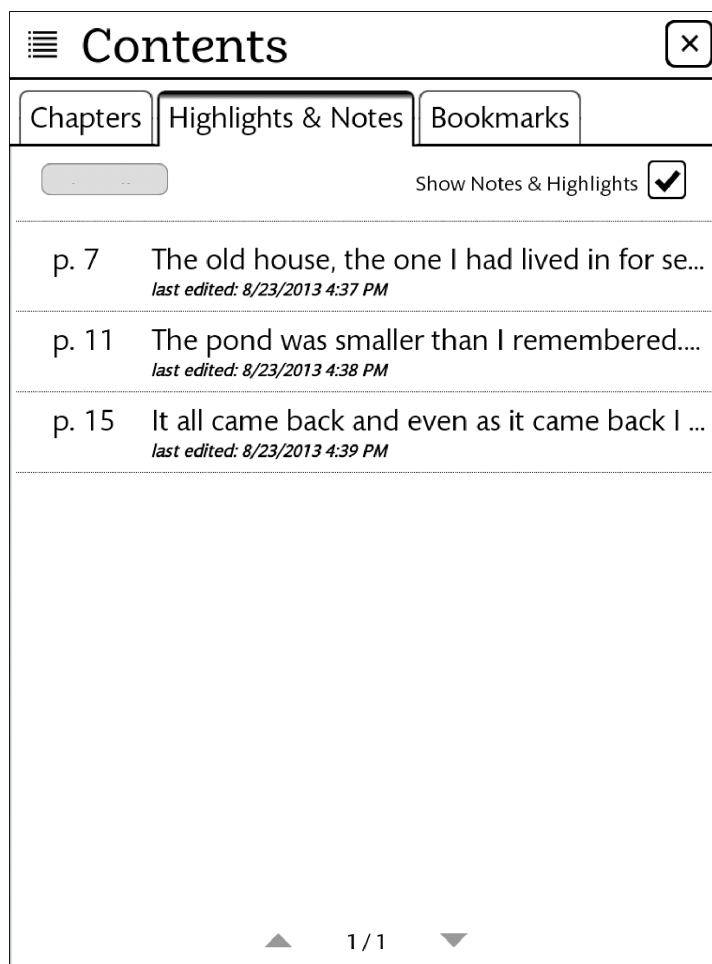 Contents
Chapters Highlights & Notes Bookmarks
Show Notes & Highlights
p. 7 The old house, the one I had lived in for se...
last edited: 8/23/2013 4:37 PM
p. 11 The pond was smaller than I remembered....
last edited: 8/23/2013 4:38 PM
p. 15 It all came back and even as it came back I ...
last edited: 8/23/2013 4:39 PM
1 / 1